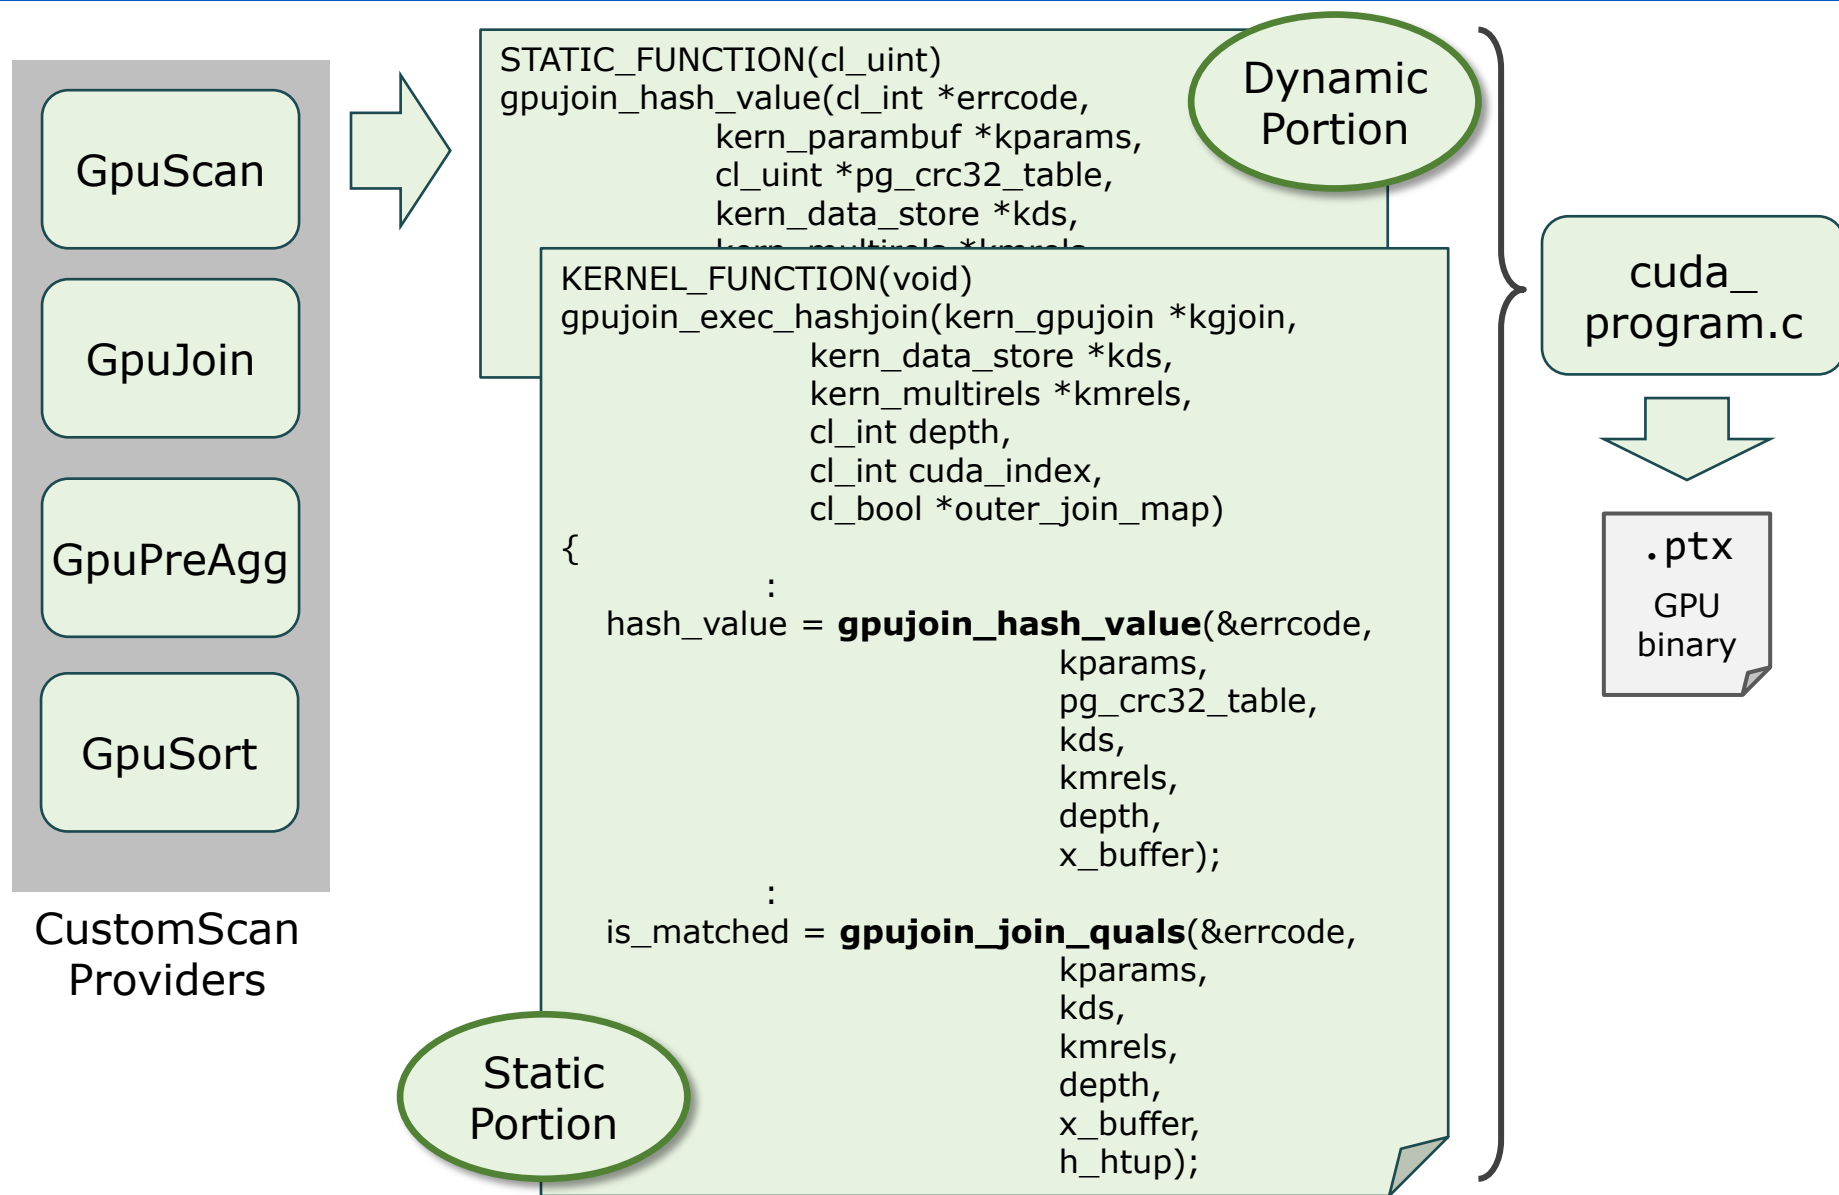 GpuScan
GpuJoin
GpuPreAgg
GpuSort
CustomScan
Providers
STATIC_FUNCTION(cl_uint)
gpujoin_hash_value(cl_int *errcode,
kern_parambuf *kparams,
cl_uint *pg_crc32_table,
kern_data_store *kds,
kern_multirels *kmrels
Dynamic
Portion
KERNEL_FUNCTION(void)
gpujoin_exec_hashjoin(kern_gpujoin *kgjoin,
kern_data_store *kds,
kern_multirels *kmrels,
cl_int depth,
cl_int cuda_index,
cl_bool *outer_join_map)
{
:
hash_value = gpujoin_hash_value(&errcode,
kparams,
pg_crc32_table,
kds,
kmrels,
depth,
x_buffer);
:
is_matched = gpujoin_join_quals(&errcode,
kparams,
kds,
kmrels,
depth,
x_buffer,
h_htup);
Static
Portion
cuda_
program.c
.ptx
GPU
binary